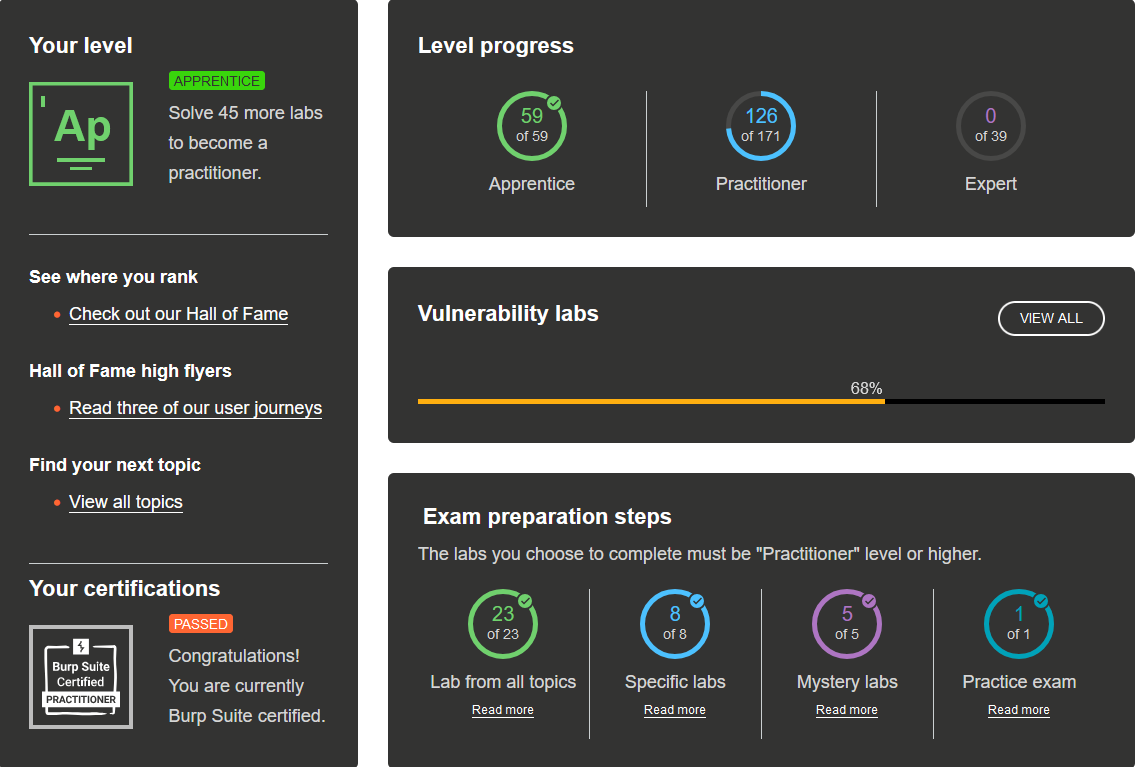 Your level
Ap
APPRENTICE
Solve 45 more labs
to become a
practitioner.
See where you rank
Check out our Hall of Fame
Hall of Fame high flyers
Read three of our user journeys
Find your next topic
View all topics
Your certifications
Burp Suite
Certified
PRACTITIONER
PASSED
Congratulations!
You are currently
Burp Suite certified.
Level progress
59
of 59
Apprentice
126
of 171
Practitioner
0
of 39
Expert
Vulnerability labs
VIEW ALL
68%
Exam preparation steps
The labs you choose to complete must be "Practitioner" level or higher.
23
of 23
Lab from all topics
Read more
8
of 8
Specific labs
Read more
5
of 5
Mystery labs
Read more
1
of 1
Practice exam
Read more